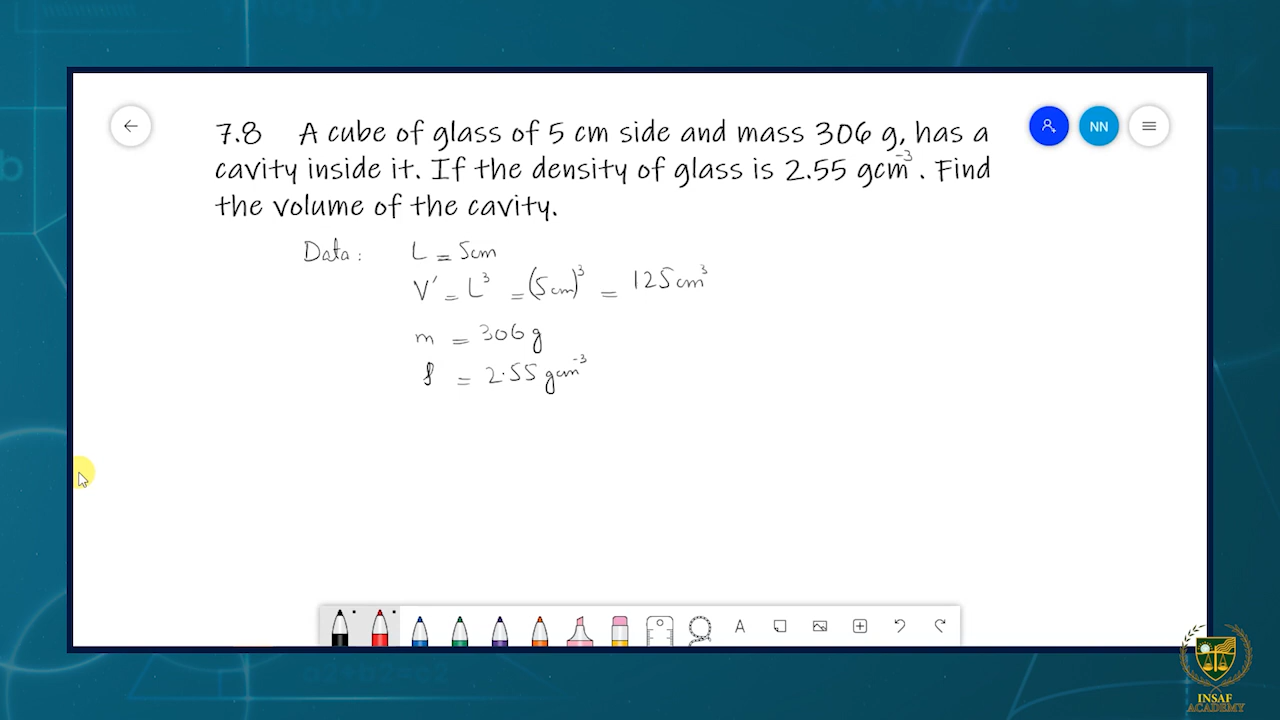 7.8 A cube of glass of 5 cm side and mass 306 g, has a
cavity inside it. If the density of glass is 2.55 gcm⁻³. Find
the volume of the cavity.
NN
Data: L = 5cm
V' = L³ = (5cm)³ = 125cm³
m = 306g
ρ = 2.55 gcm⁻³
A
INSAF
ACADEMY